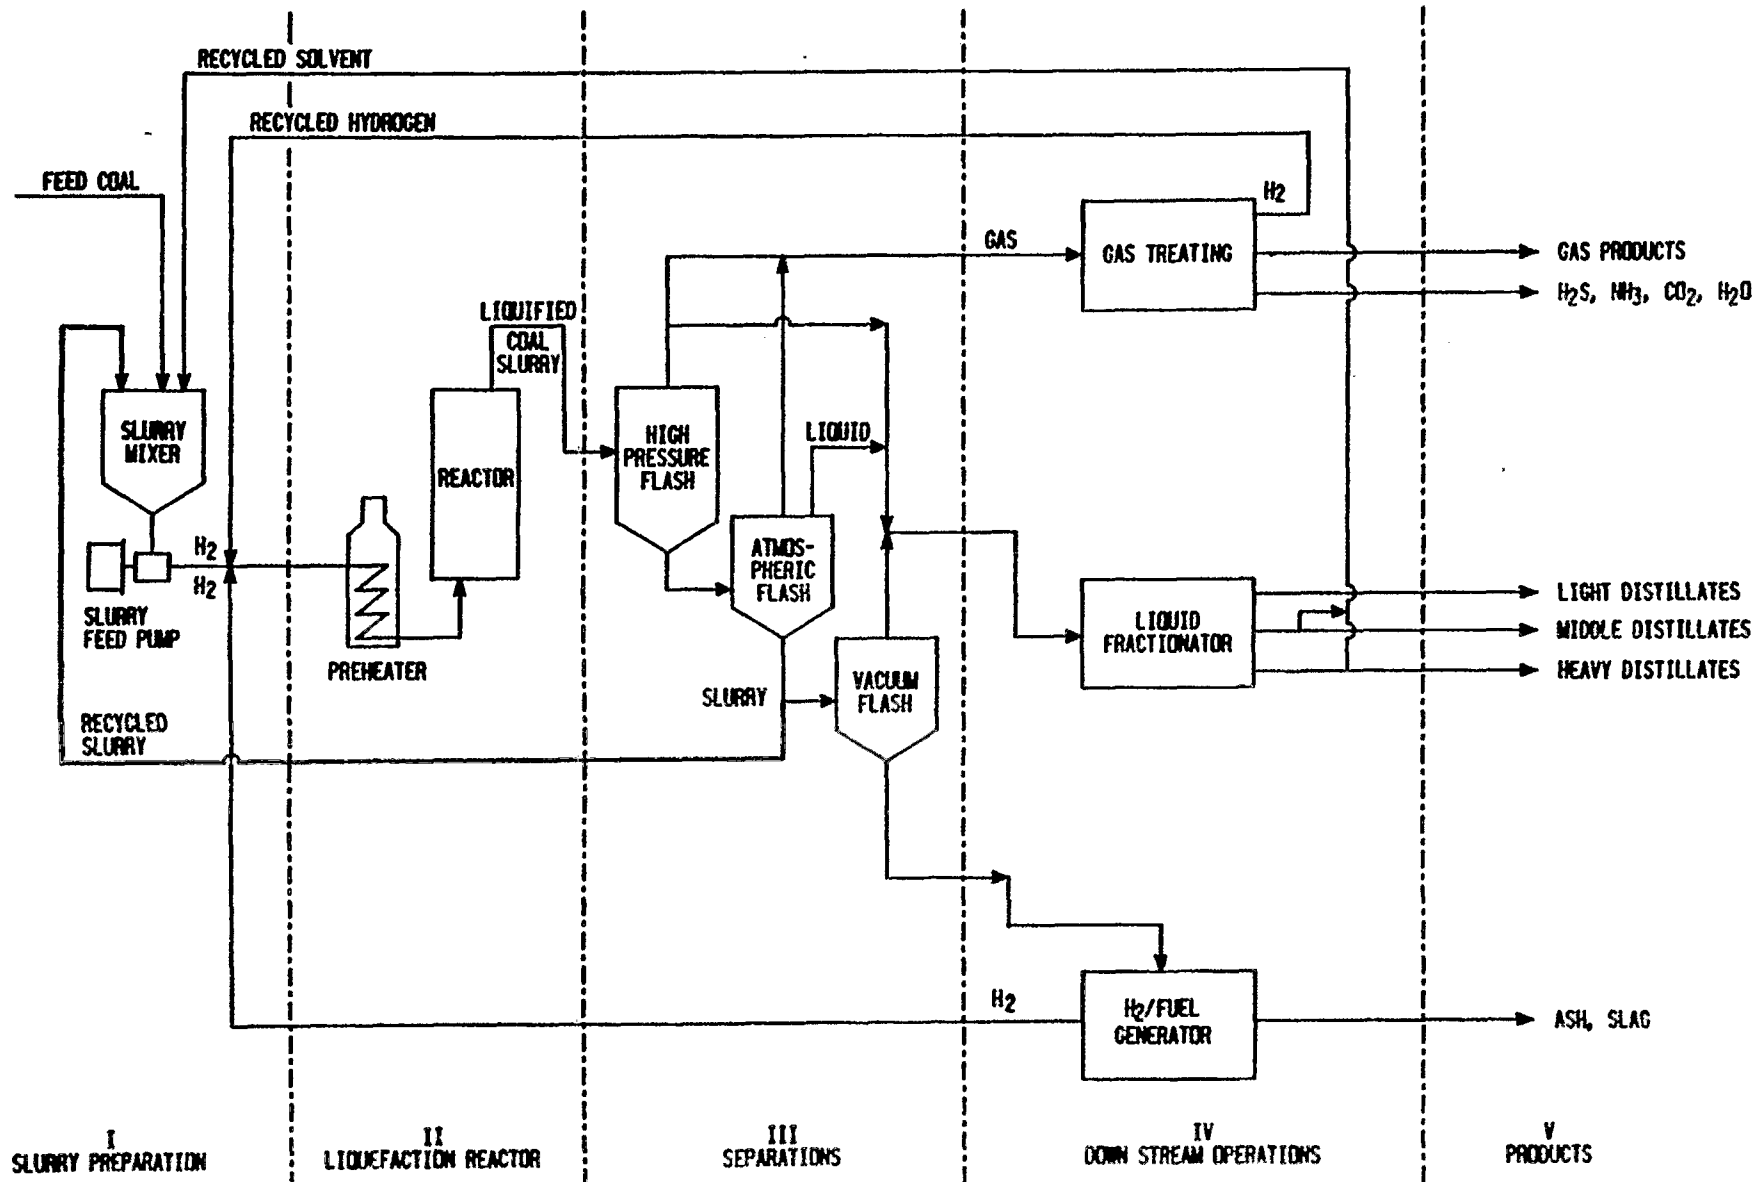 RECYCLED SOLVENT
RECYCLED HYDROGEN
FEED COAL
H2
GAS
GAS TREATING
GAS PRODUCTS
H2S, NH3, CO2, H2O
LIQUIFIED
COAL
SLURRY
SLURRY
MIXER
REACTOR
HIGH
PRESSURE
FLASH
LIQUID
H2
H2
SLURRY
FEED PUMP
PREHEATER
ATMOS-
PHERIC
FLASH
LIQUID
FRACTIONATOR
LIGHT DISTILLATES
MIDDLE DISTILLATES
HEAVY DISTILLATES
SLURRY
VACUUM
FLASH
RECYCLED
SLURRY
H2
H2/FUEL
GENERATOR
ASH, SLAG
I
SLURRY PREPARATION
II
LIQUEFACTION REACTOR
III
SEPARATIONS
IV
DOWN STREAM OPERATIONS
V
PRODUCTS